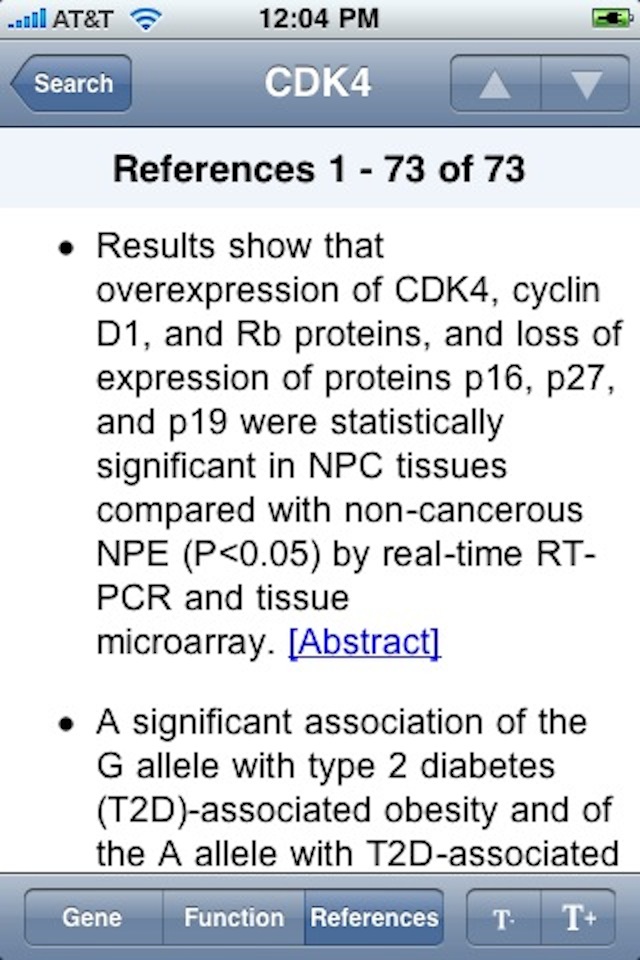 AT&T 12:04 PM
Search CDK4
References 1 - 73 of 73
• Results show that
overexpression of CDK4, cyclin
D1, and Rb proteins, and loss of
expression of proteins p16, p27,
and p19 were statistically
significant in NPC tissues
compared with non-cancerous
NPE (P<0.05) by real-time RT-
PCR and tissue
microarray. [Abstract]
• A significant association of the
G allele with type 2 diabetes
(T2D)-associated obesity and of
the A allele with T2D-associated
Gene Function References T- T+